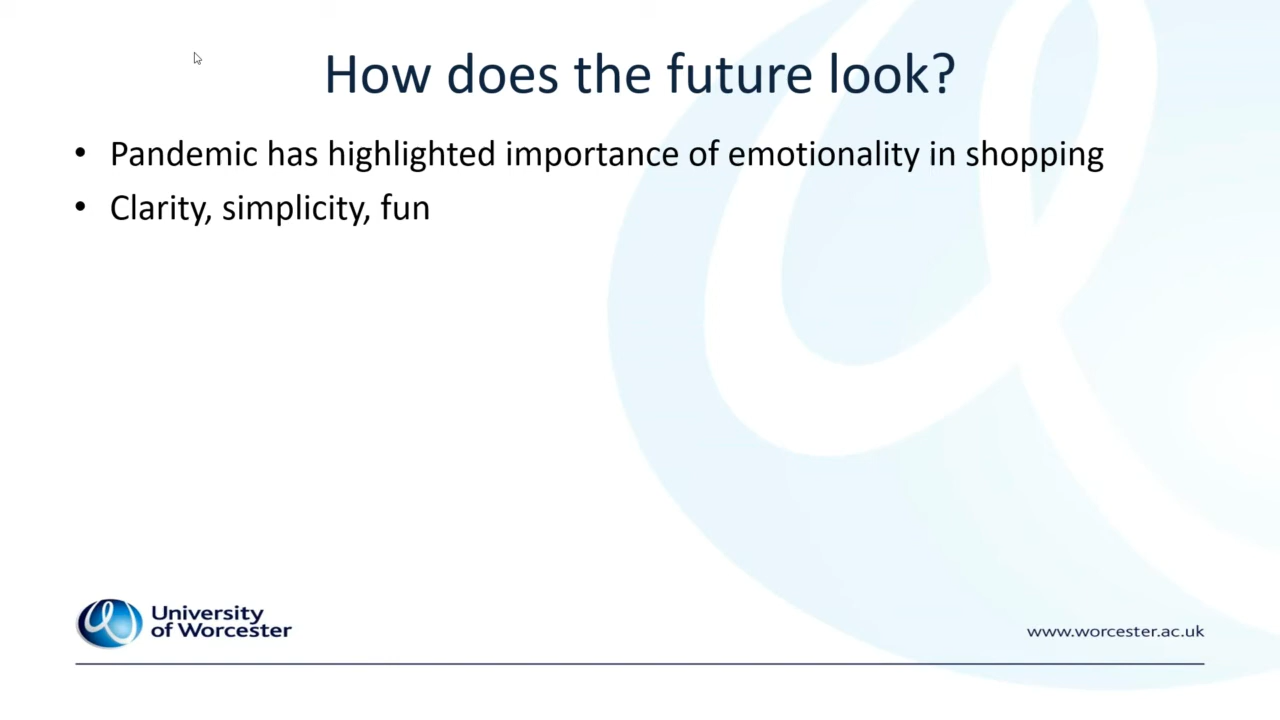 How does the future look?
• Pandemic has highlighted importance of emotionality in shopping
• Clarity, simplicity, fun
University
of Worcester
www.worcester.ac.uk